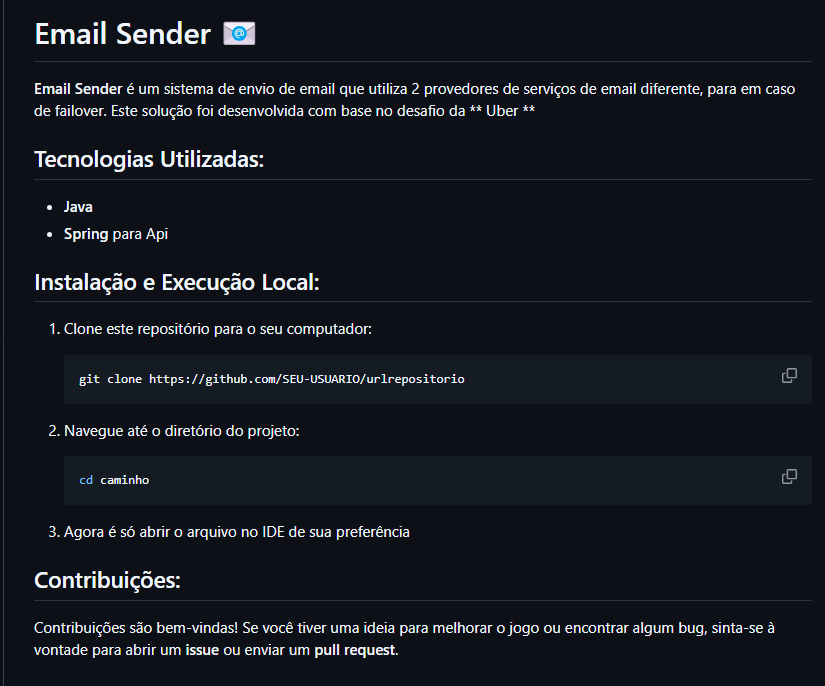 Email Sender 📧
Email Sender é um sistema de envio de email que utiliza 2 provedores de serviços de email diferente, para em caso
de failover. Este solução foi desenvolvida com base no desafio da ** Uber **
Tecnologias Utilizadas:
• Java
• Spring para Api
Instalação e Execução Local:
1. Clone este repositório para o seu computador:
git clone https://github.com/SEU-USUARIO/urlrepositorio
2. Navegue até o diretório do projeto:
cd caminho
3. Agora é só abrir o arquivo no IDE de sua preferência
Contribuições:
Contribuições são bem-vindas! Se você tiver uma ideia para melhorar o jogo ou encontrar algum bug, sinta-se à
vontade para abrir um issue ou enviar um pull request.